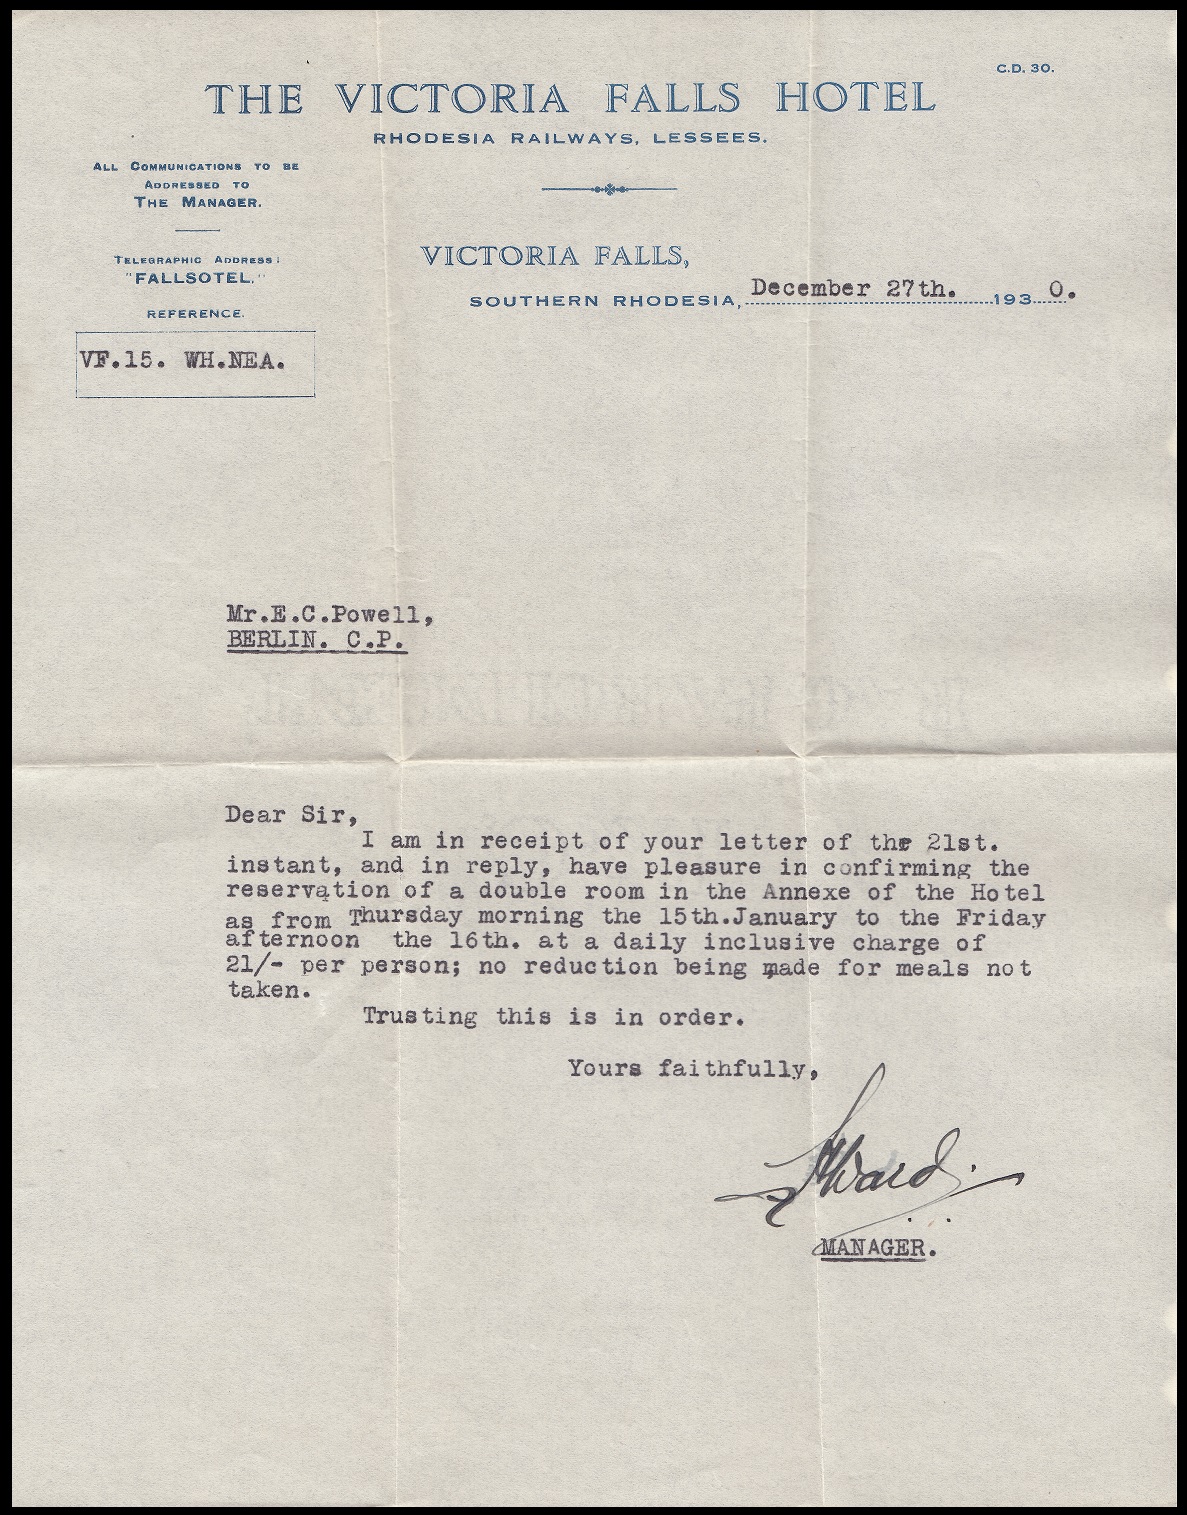 C.D. 30.
THE VICTORIA FALLS HOTEL
RHODESIA RAILWAYS, LESSEES.
ALL COMMUNICATIONS TO BE
ADDRESSED TO
THE MANAGER.
TELEGRAPHIC ADDRESS:
"FALLSOTEL."
REFERENCE.
VF.15. WH.NEA.
VICTORIA FALLS,
SOUTHERN RHODESIA, December 27th. 1930.
Mr.E.C.Powell,
BERLIN. C.P.
Dear Sir,
I am in receipt of your letter of the 21st.
instant, and in reply, have pleasure in confirming the
reservation of a double room in the Annexe of the Hotel
as from Thursday morning the 15th.January to the Friday
afternoon the 16th. at a daily inclusive charge of
21/- per person; no reduction being made for meals not
taken.
Trusting this is in order.
Yours faithfully,
Ward
MANAGER.